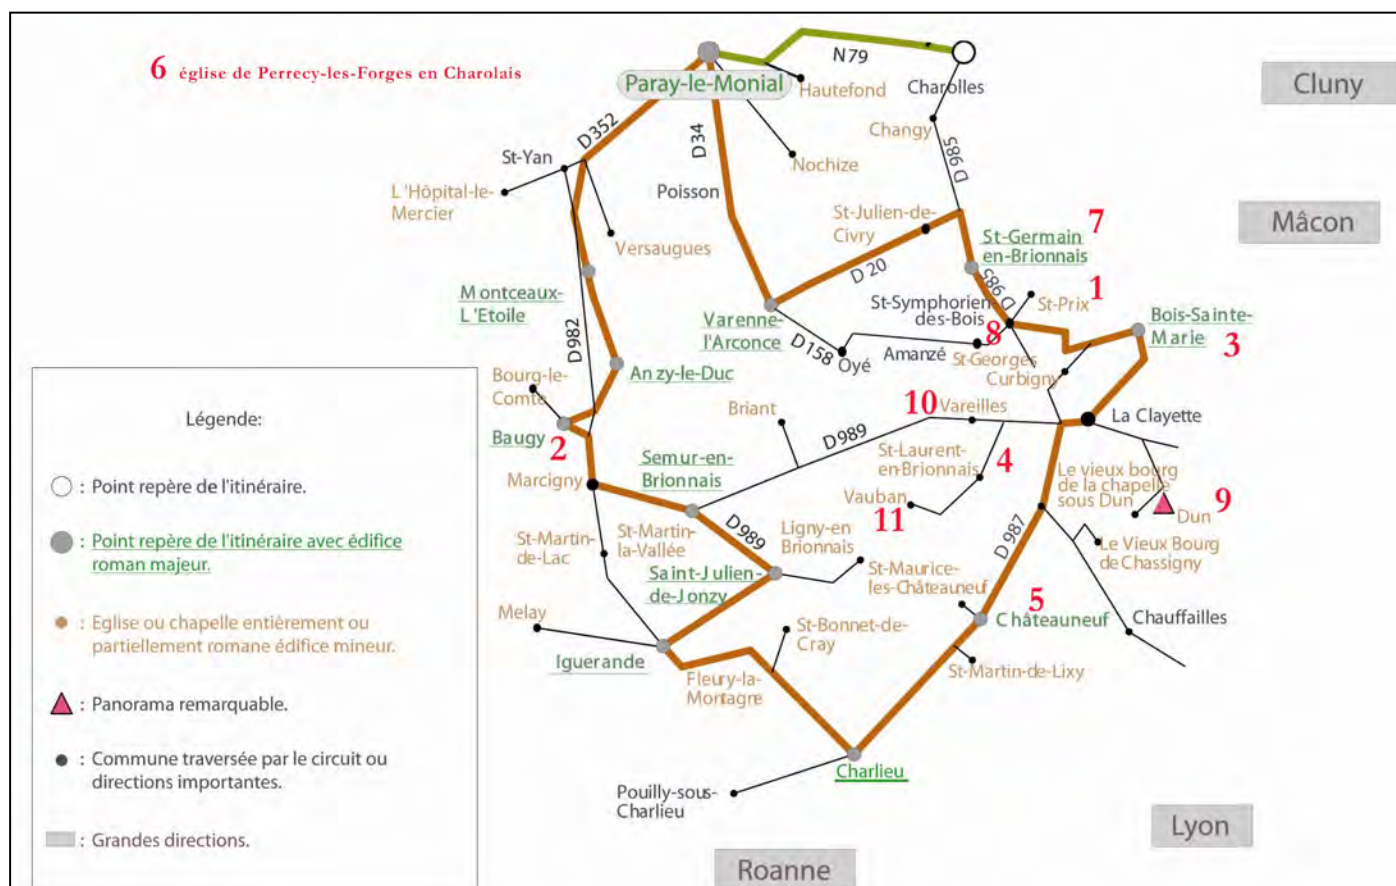 6 église de Perrecy-les-Forges en Charolais
N79
Cluny
Paray-le-Monial
Hautefond
Charolles
Changy
D352
D34
D985
St-Yan
Nochize
L'Hôpital-le-
Mercier
Poisson
St-Julien-de-
Civry
7
Mâcon
Versaugues
St-Germain
en-Brionnais
D 20
D 985
Montceaux-
L'Etoile
St-Symphorien
des-Bois
St-Prix
1
D982
Varenne-
l'Arconce
8
Bois-Sainte-
Marie
3
D158
Oyé
Amanzé
St-Georges
Curbigny
Anzy-le-Duc
Bourg-le-
Comte
Légende:
Briant
10
Vareilles
La Clayette
Baugy
2
D989
Semur-en-
Brionnais
St-Laurent-
en-Brionnais
4
Le vieux bourg
de la chapelle
sous Dun
9
Dun
Marcigny
Vauban
11
: Point repère de l'itinéraire.
St-Martin-
de-Lac
St-Martin-
la-Vallée
D989
Ligny-en
Brionnais
D 987
Le Vieux Bourg
de Chassigny
: Point repère de l'itinéraire avec édifice
roman majeur.
Saint-Julien
-de-Jonzy
St-Maurice-
les-Châteauneuf
5
Châteauneuf
Chauffailles
Melay
: Eglise ou chapelle entièrement ou
partiellement romane édifice mineur.
St-Bonnet-de-
Cray
Iguerande
Fleury-la-
Montagne
St-Martin-de-Lixy
: Panorama remarquable.
: Commune traversée par le circuit ou
directions importantes.
Charlieu
Pouilly-sous-
Charlieu
Lyon
: Grandes directions.
Roanne